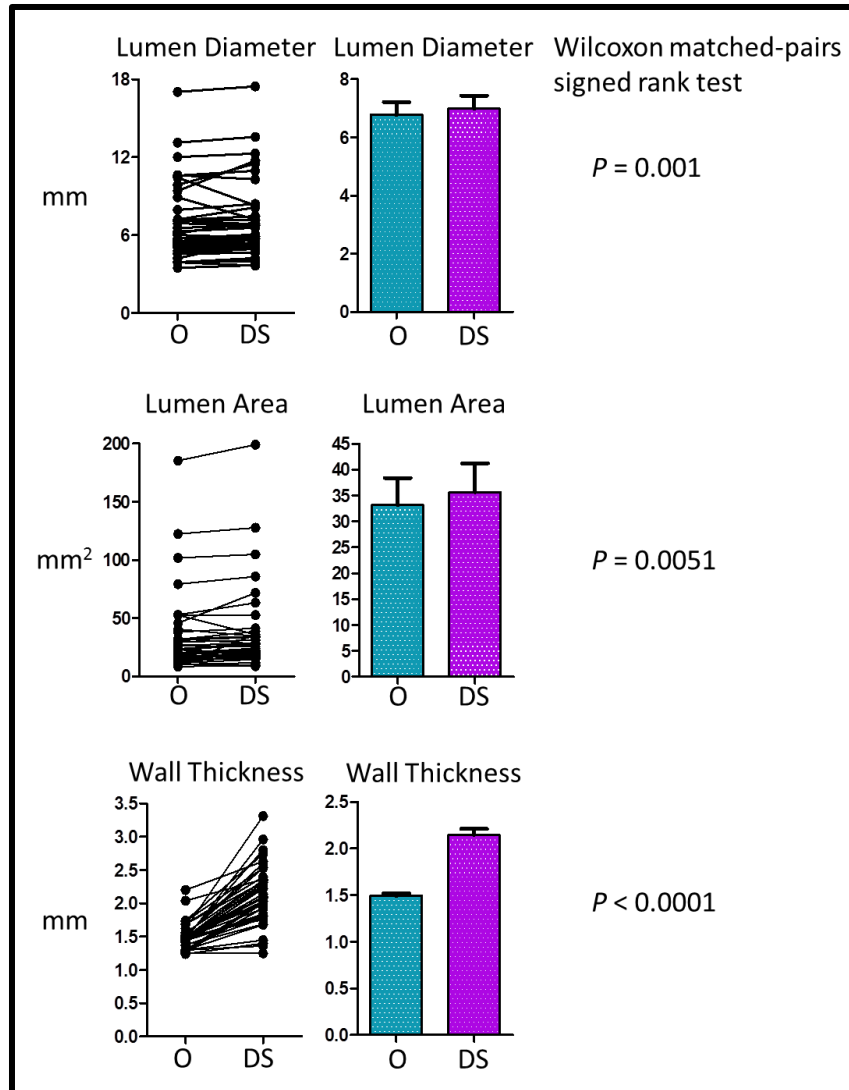 Lumen Diameter Lumen Diameter Wilcoxon matched-pairs
signed rank test
18
12
6
0
mm
O DS
8
6
4
2
0
O DS
P = 0.001
Lumen Area Lumen Area
200
150
100
50
0
mm²
O DS
45
40
35
30
25
20
15
10
5
0
O DS
P = 0.0051
Wall Thickness Wall Thickness
3.5
3.0
2.5
2.0
1.5
1.0
0.5
0.0
mm
O DS
2.5
2.0
1.5
1.0
0.5
0.0
O DS
P < 0.0001